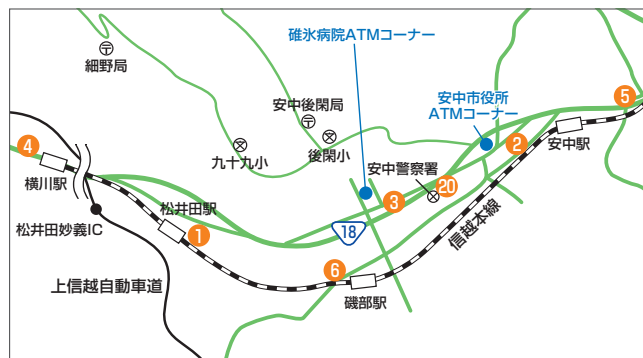 碓氷病院ATMコーナー
細野局
安中後閑局
安中市役所
ATMコーナー
5
2
安中駅
4
九十九小
後閑小
安中警察署
20
横川駅
3
松井田駅
松井田妙義IC
1
18
信越本線
上信越自動車道
6
磯部駅